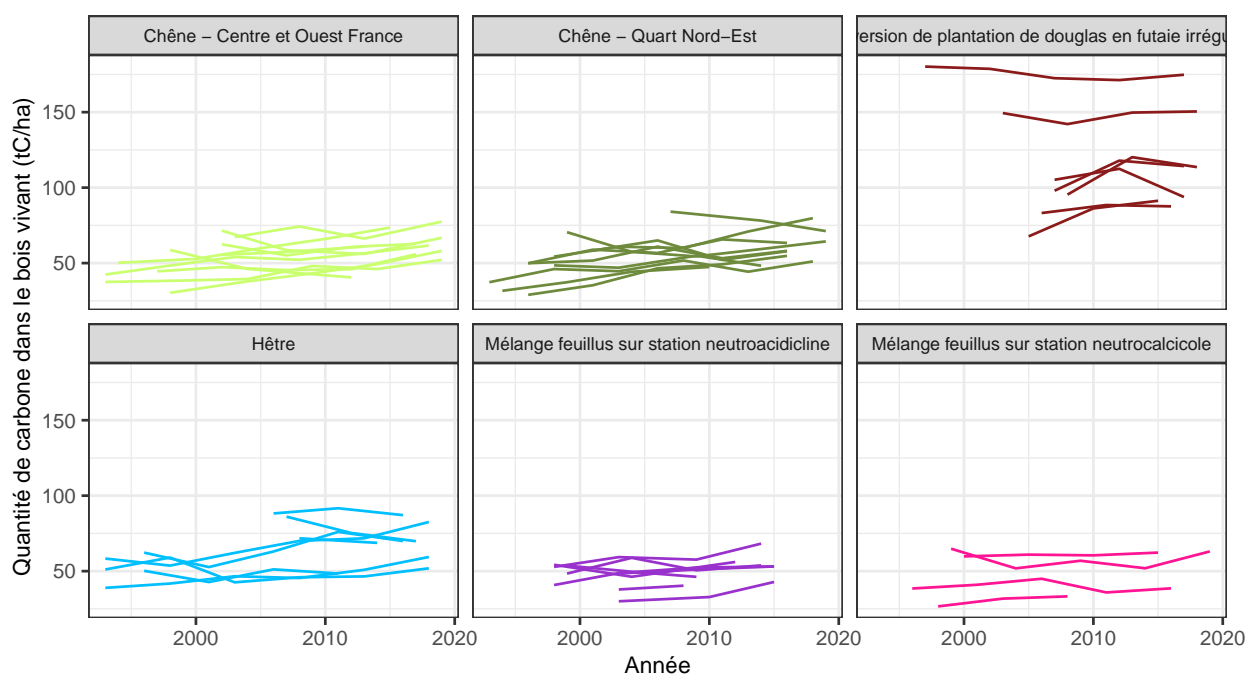 Chêne − Centre et Ouest France
Chêne − Quart Nord−Est
version de plantation de douglas en futaie irrégu
Quantité de carbone dans le bois vivant (tC/ha)
150
100
50
Hêtre
Mélange feuillus sur station neutroacidicline
Mélange feuillus sur station neutrocalcicole
150
100
50
2000
2010
2020
2000
2010
2020
2000
2010
2020
Année